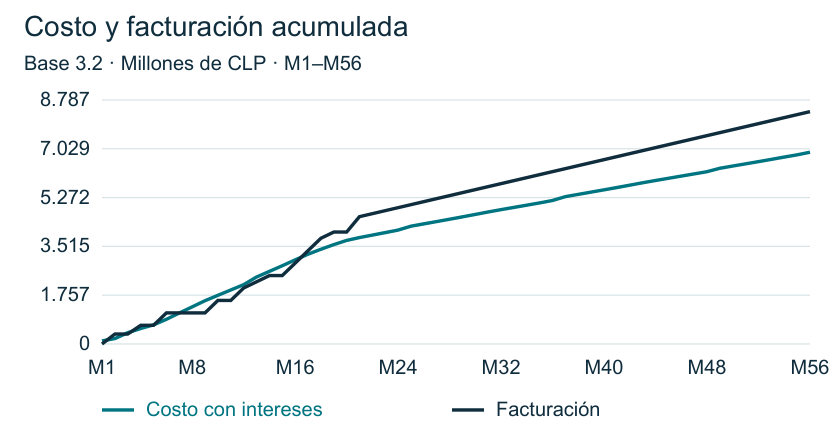 Costo y facturación acumulada
Base 3.2 · Millones de CLP · M1–M56
8.787
7.029
5.272
3.515
1.757
0
M1 M8 M16 M24 M32 M40 M48 M56
Costo con intereses Facturación